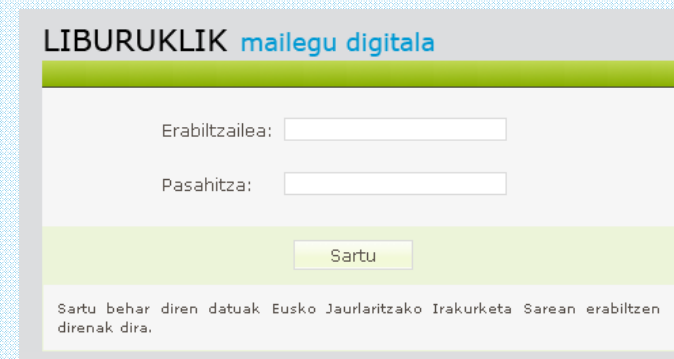 LIBURUKLIK mailegu digitala
Erabiltzailea:
Pasahitza:
Sartu
Sartu behar diren datuak Eusko Jaurlaritzako Irakurketa Sarean erabiltzen
direnak dira.